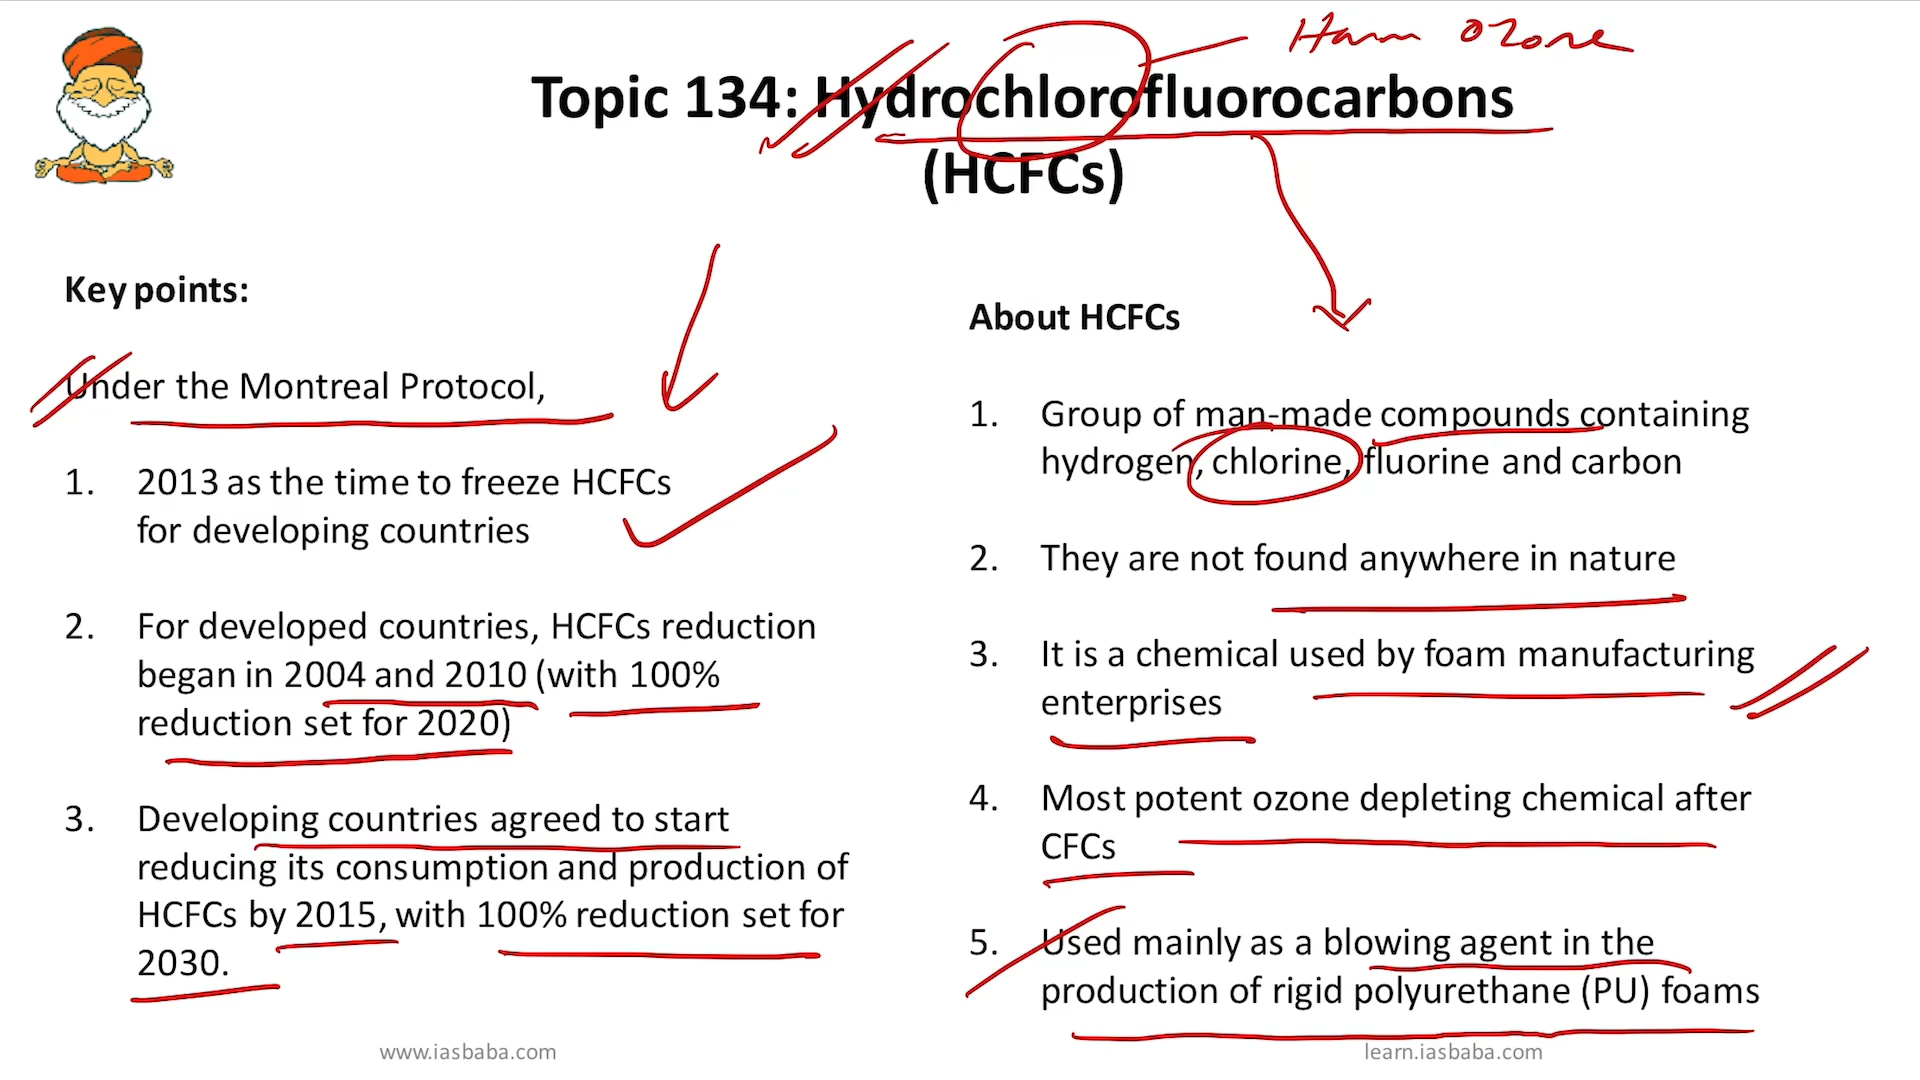 Harm Ozone
Topic 134: Hydrochlorofluorocarbons
(HCFCs)
Key points:
Under the Montreal Protocol,
1. 2013 as the time to freeze HCFCs
for developing countries
2. For developed countries, HCFCs reduction
began in 2004 and 2010 (with 100%
reduction set for 2020)
3. Developing countries agreed to start
reducing its consumption and production of
HCFCs by 2015, with 100% reduction set for
2030.
About HCFCs
1. Group of man-made compounds containing
hydrogen, chlorine, fluorine and carbon
2. They are not found anywhere in nature
3. It is a chemical used by foam manufacturing
enterprises
4. Most potent ozone depleting chemical after
CFCs
5. Used mainly as a blowing agent in the
production of rigid polyurethane (PU) foams
www.iasbaba.com
learn.iasbaba.com